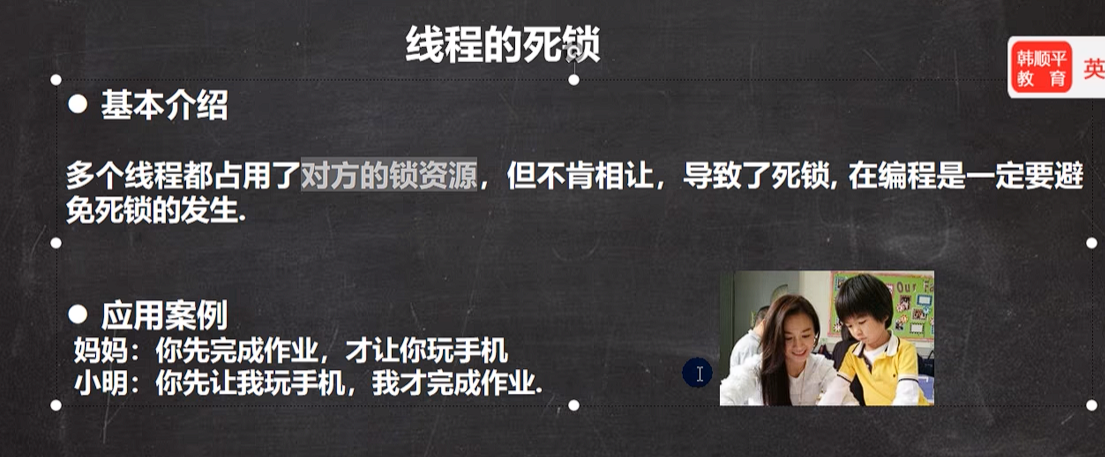 线程的死锁
韩顺平
教 育
英
● 基本介绍
多个线程都占用了对方的锁资源，但不肯相让，导致了死锁, 在编程是一定要避
免死锁的发生.
● 应用案例
妈妈：你先完成作业，才让你玩手机
小明：你先让我玩手机，我才完成作业.
Our